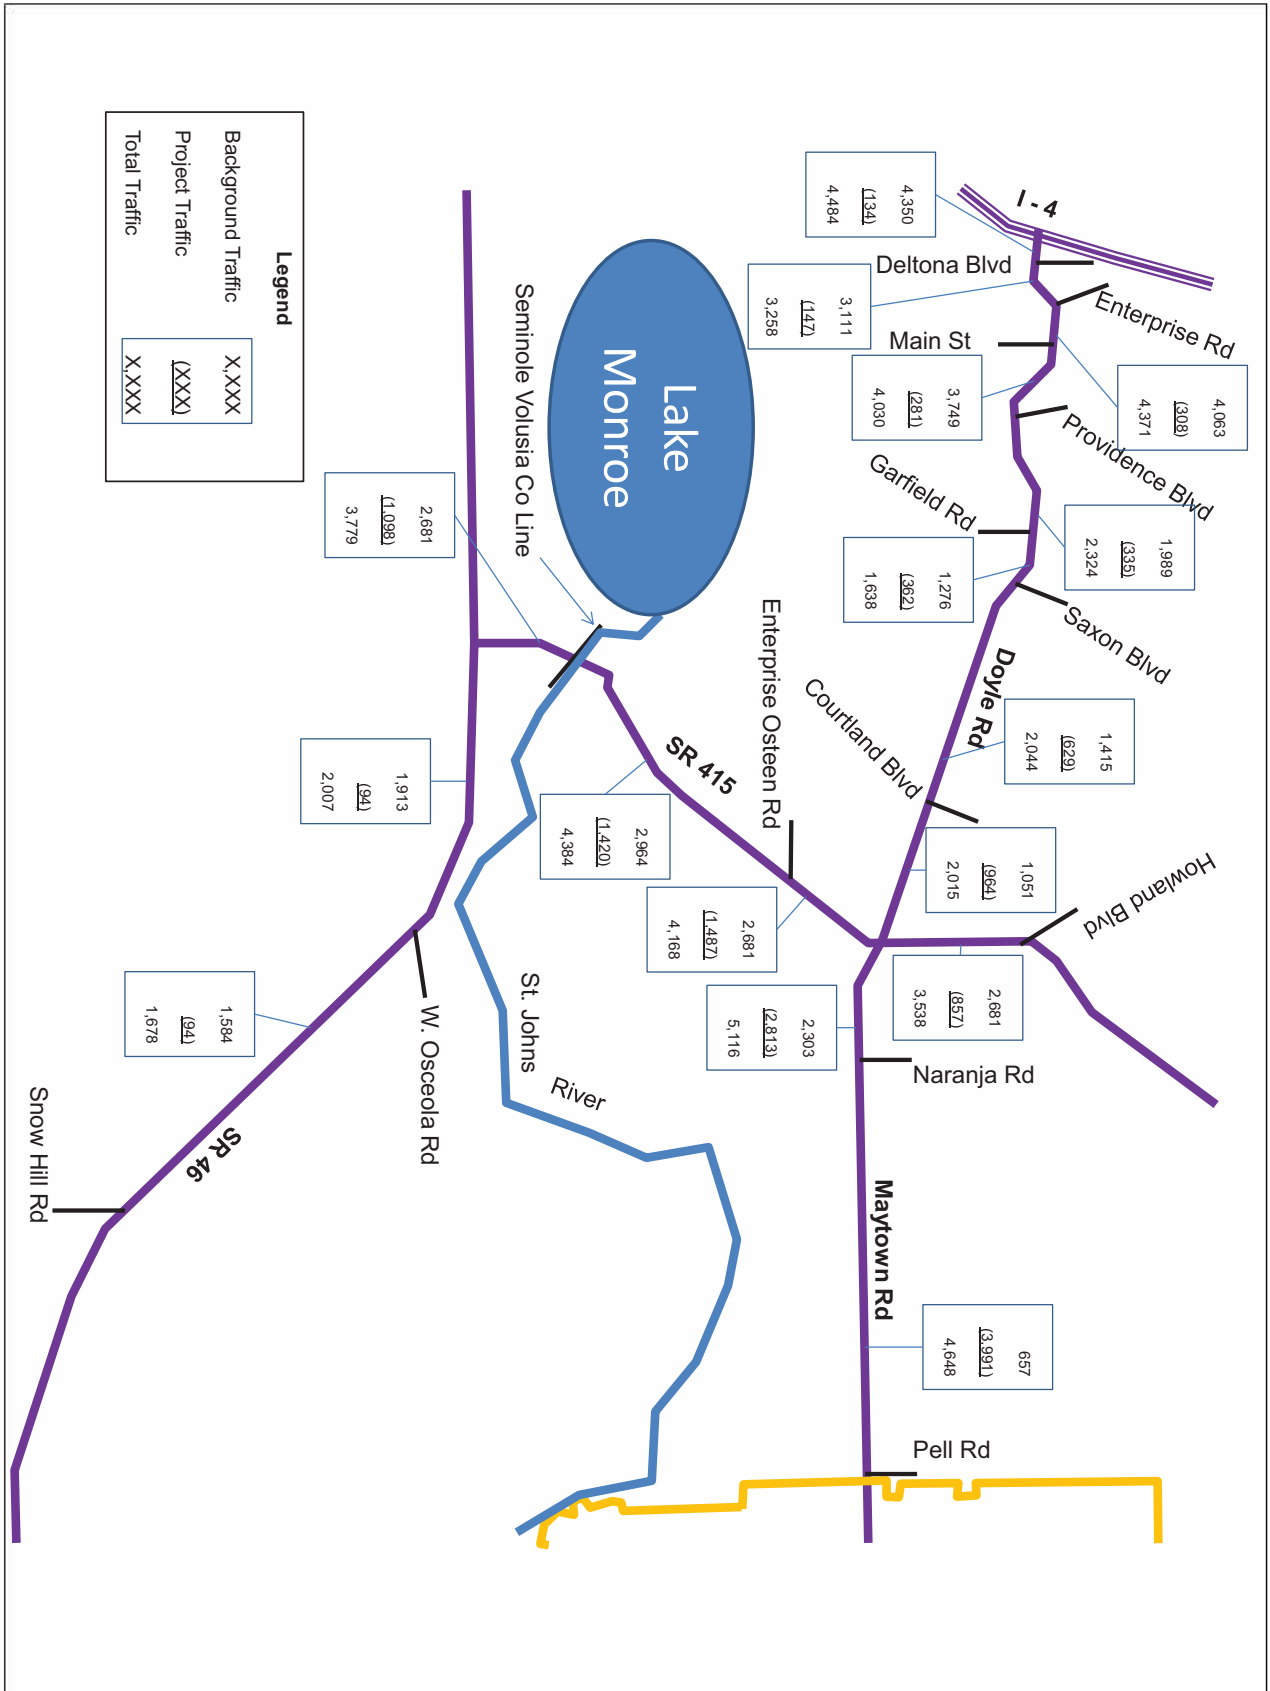 I - 4
Deltona Blvd
Enterprise Rd
Main St
Providence Blvd
Garfield Rd
Saxon Blvd
Doyle Rd
Courtland Blvd
Howland Blvd
4,350
(134)
4,484
3,111
(147)
3,258
4,063
(308)
4,371
3,749
(281)
4,030
1,989
(335)
2,324
1,276
(362)
1,638
1,415
(629)
2,044
1,051
(964)
2,015
2,681
(857)
3,538
Naranja Rd
2,303
(2,813)
5,116
Maytown Rd
657
(3,991)
4,648
Pell Rd
Enterprise Osteen Rd
SR 415
2,681
(1,487)
4,168
2,964
(1,420)
4,384
Lake
Monroe
Seminole Volusia Co Line
St. Johns
River
2,681
(1,098)
3,779
1,913
(94)
2,007
W. Osceola Rd
1,584
(94)
1,678
SR 46
Snow Hill Rd
Legend
Background Traffic
X,XXX
Project Traffic
(XXX)
Total Traffic
X,XXX